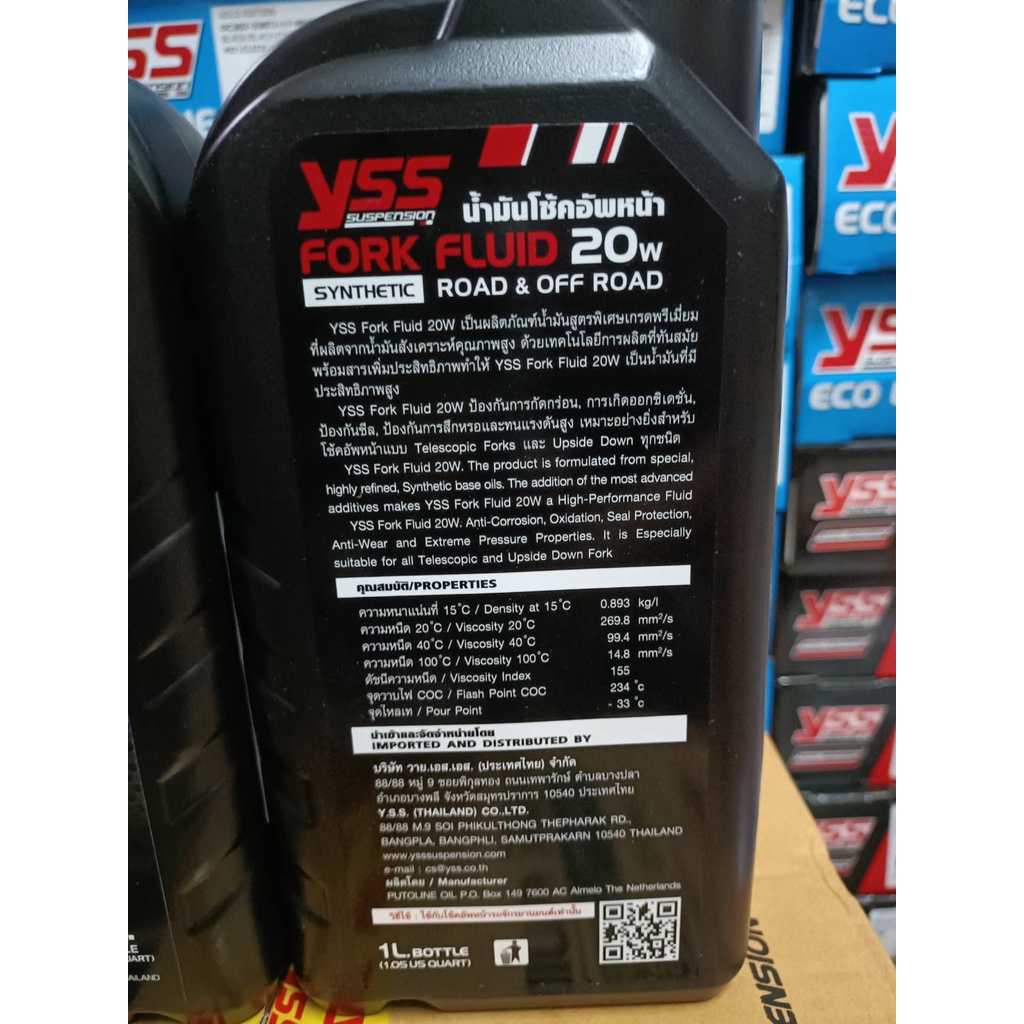 YSS
SUSPENSION
น้ำมันโช้คอัพหน้า
FORK FLUID 20W
SYNTHETIC ROAD & OFF ROAD
YSS Fork Fluid 20W เป็นผลิตภัณฑ์น้ำมันสูตรพิเศษเกรดพรีเมี่ยม
ที่ผลิตจากน้ำมันสังเคราะห์คุณภาพสูง ด้วยเทคโนโลยีการผลิตที่ทันสมัย
พร้อมสารเพิ่มประสิทธิภาพทำให้ YSS Fork Fluid 20W เป็นน้ำมันที่มี
ประสิทธิภาพสูง
YSS Fork Fluid 20W ป้องกันการกัดกร่อน, การเกิดออกซิเดชั่น,
ป้องกันซีล, ป้องกันการสึกหรอและทนแรงดันสูง เหมาะอย่างยิ่งสำหรับ
โช้คอัพหน้าแบบ Telescopic Forks และ Upside Down ทุกชนิด
YSS Fork Fluid 20W. The product is formulated from special,
highly refined, Synthetic base oils. The addition of the most advanced
additives makes YSS Fork Fluid 20W a High-Performance Fluid
YSS Fork Fluid 20W. Anti-Corrosion, Oxidation, Seal Protection,
Anti-Wear and Extreme Pressure Properties. It is Especially
suitable for all Telescopic and Upside Down Fork
คุณสมบัติ/PROPERTIES
ความหนาแน่นที่ 15°C / Density at 15°C 0.893 kg/l
ความหนืด 20°C / Viscosity 20°C 269.8 mm²/s
ความหนืด 40°C / Viscosity 40°C 99.4 mm²/s
ความหนืด 100°C / Viscosity 100°C 14.8 mm²/s
ดัชนีความหนืด / Viscosity Index 155
จุดวาบไฟ COC / Flash Point COC 234 °c
จุดไหลเท / Pour Point - 33 °c
นำเข้าและจัดจำหน่ายโดย
IMPORTED AND DISTRIBUTED BY
บริษัท วาย.เอส.เอส. (ประเทศไทย) จำกัด
88/88 หมู่ 9 ซอยพิกุลทอง ถนนเทพารักษ์ ตำบลบางปลา
อำเภอบางพลี จังหวัดสมุทรปราการ 10540 ประเทศไทย
Y.S.S. (THAILAND) CO.,LTD.
88/88 M.9 SOI PHIKULTHONG THEPHARAK RD.,
BANGPLA, BANGPHLI, SAMUTPRAKARN 10540 THAILAND
www.ysssuspension.com
e-mail : cs@yss.co.th
ผลิตโดย / Manufacturer
PUTOLINE OIL P.O. Box 149 7600 AC Almelo The Netherlands
วิธีใช้ : ใช้กับโช้คอัพหน้ารถจักรยานยนต์เท่านั้น
1L. BOTTLE
(1.05 US QUART)
YSS
ECO
YSS
ECO
YSS
ECO
YSS
YSS
YSS
YSS
ENSION